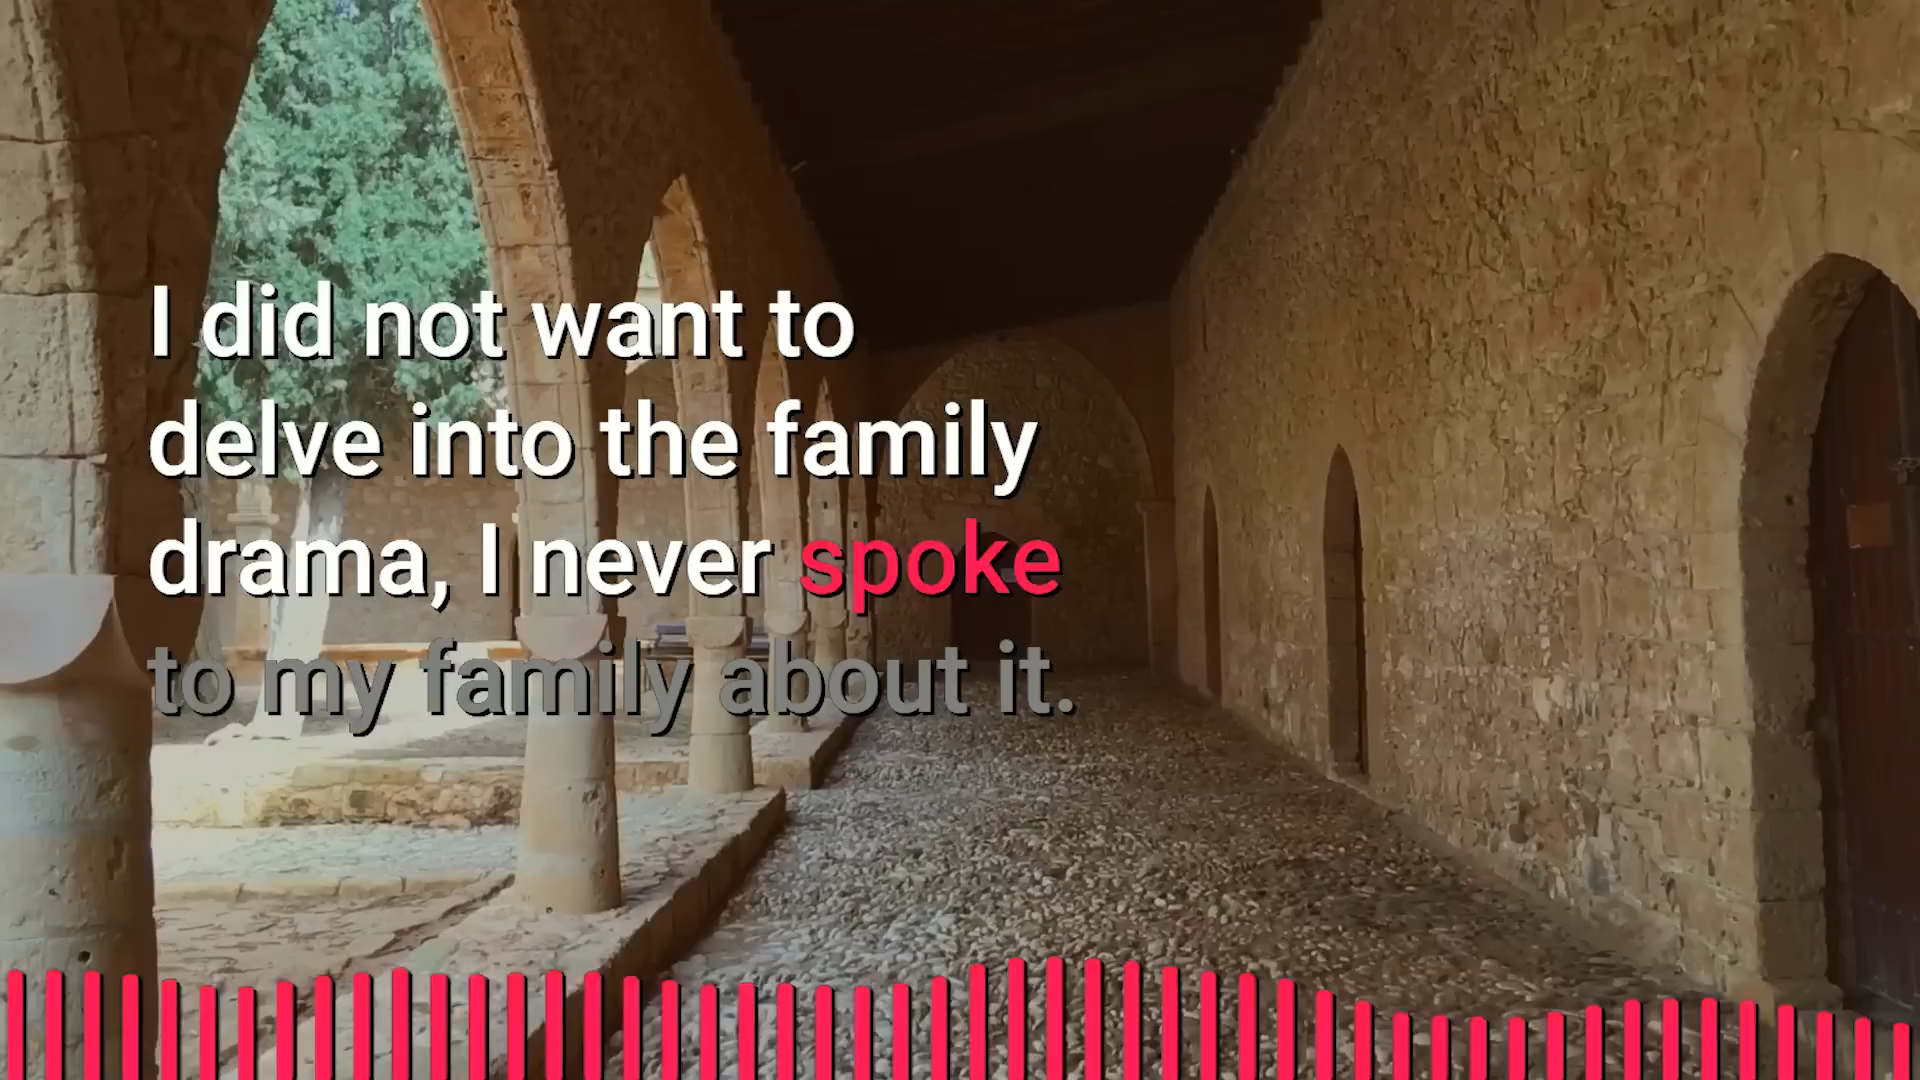 I did not want to
delve into the family
drama, I never spoke
to my family about it.